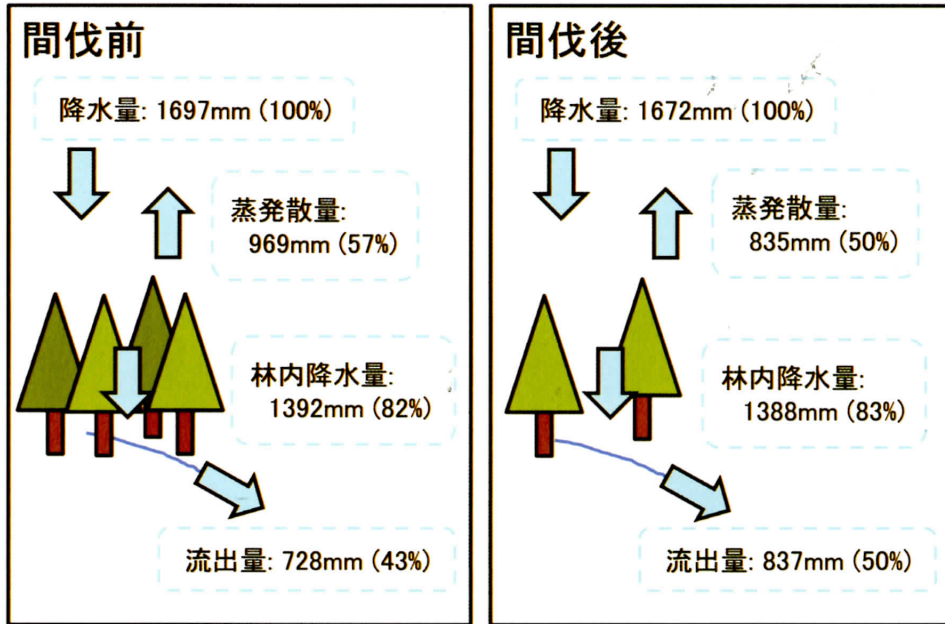 間伐前
降水量: 1697mm (100%)
蒸発散量:
969mm (57%)
林内降水量:
1392mm (82%)
流出量: 728mm (43%)
間伐後
降水量: 1672mm (100%)
蒸発散量:
835mm (50%)
林内降水量:
1388mm (83%)
流出量: 837mm (50%)